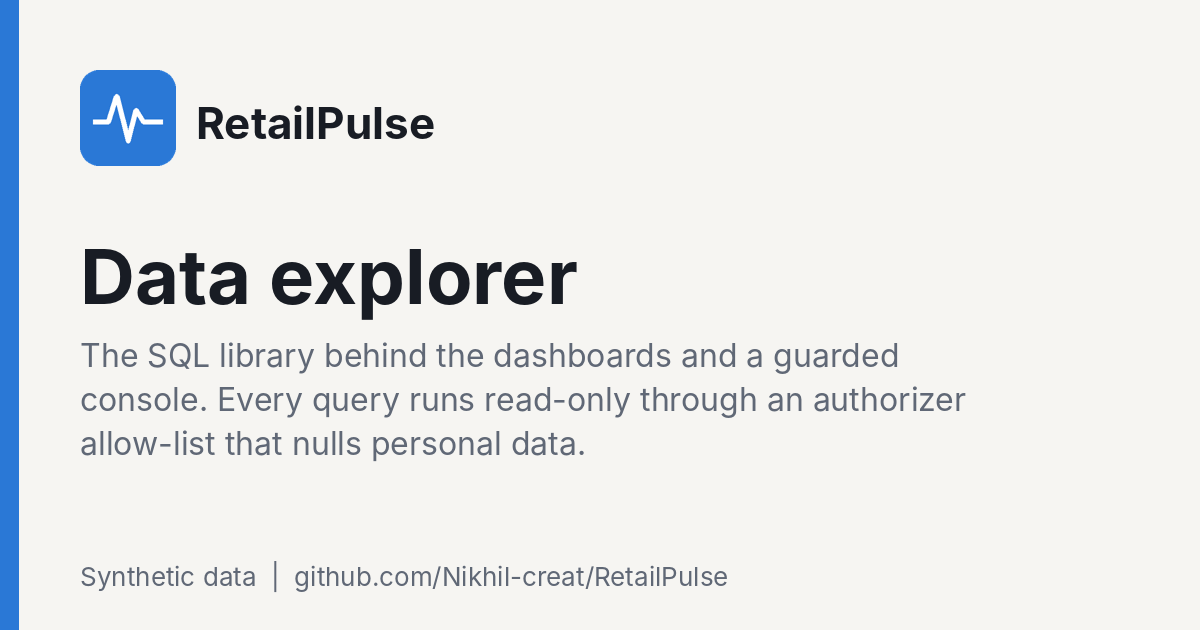 RetailPulse
Data explorer
The SQL library behind the dashboards and a guarded
console. Every query runs read-only through an authorizer
allow-list that nulls personal data.
Synthetic data | github.com/Nikhil-creat/RetailPulse